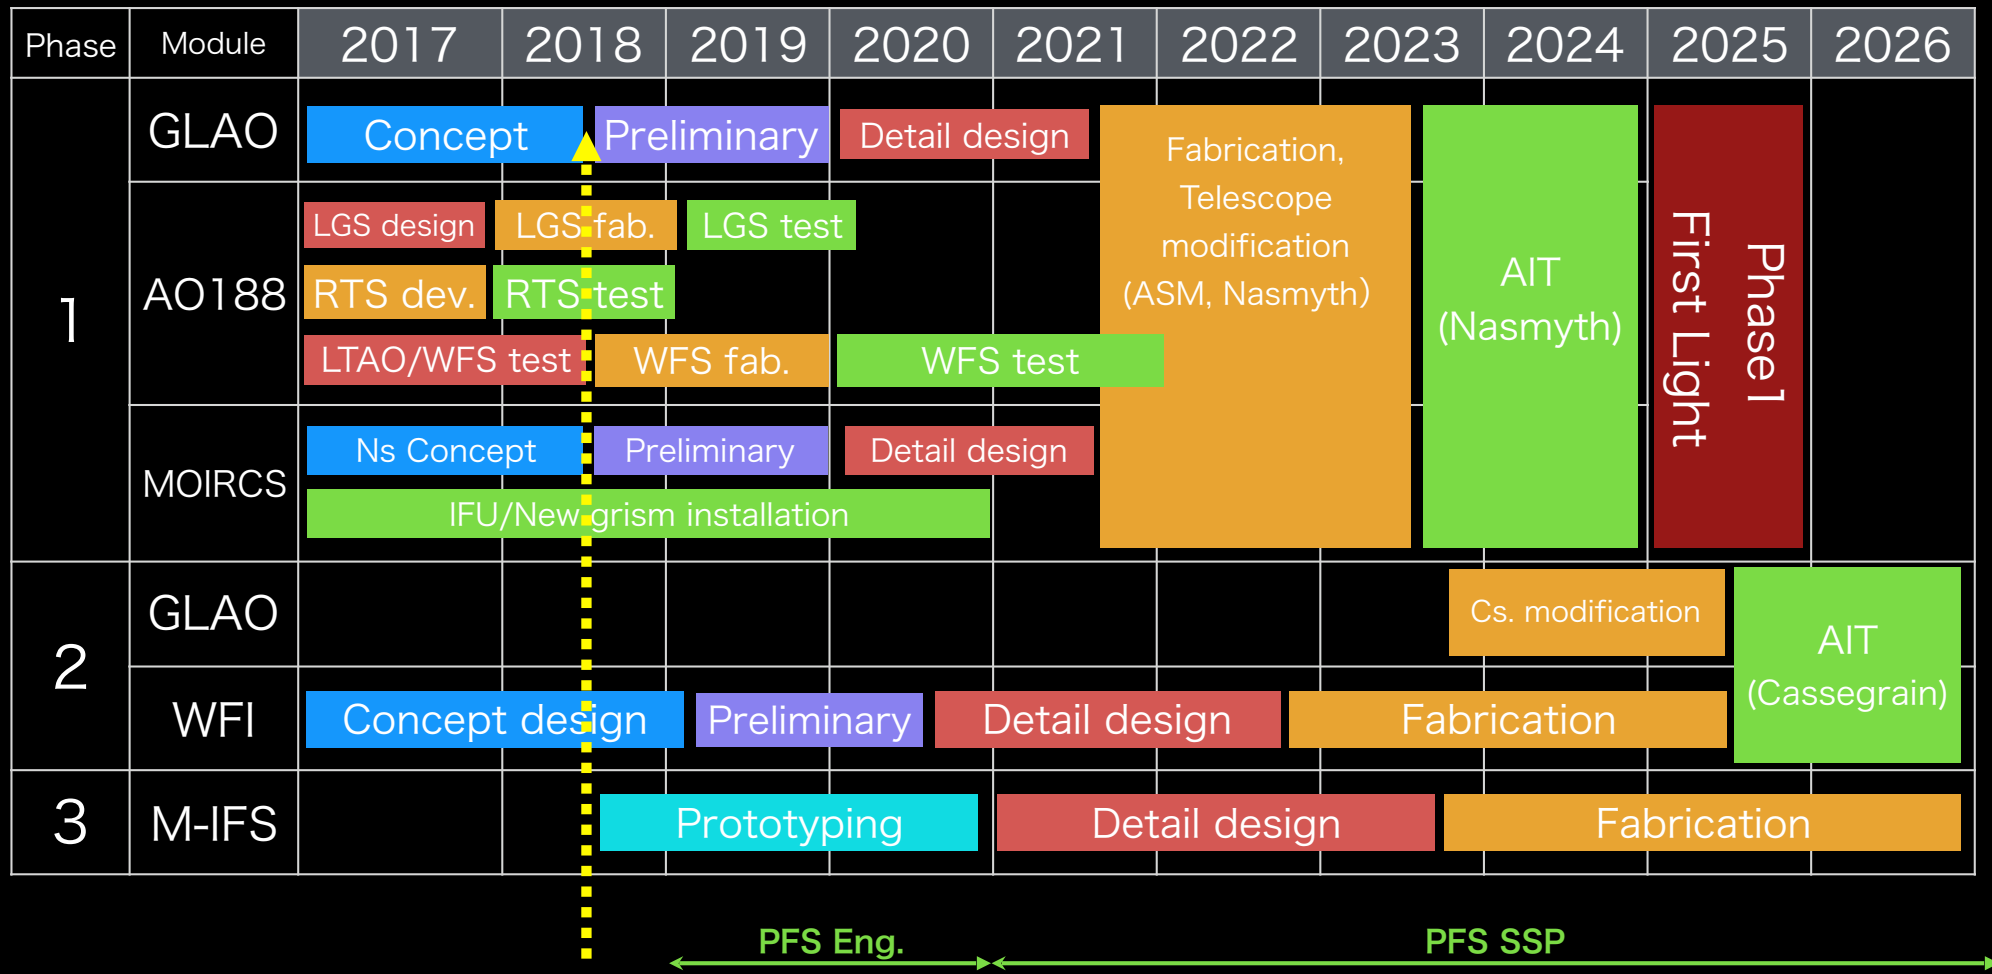 Phase Module 2017 2018 2019 2020 2021 2022 2023 2024 2025 2026
1
GLAO
Concept
Preliminary
Detail design
Fabrication,
Telescope
modification
(ASM, Nasmyth)
AIT
(Nasmyth)
Phase1
First Light
AO188
LGS design
LGS fab.
LGS test
RTS dev.
RTS test
LTAO/WFS test
WFS fab.
WFS test
MOIRCS
Ns Concept
Preliminary
Detail design
IFU/New grism installation
2
GLAO
Cs. modification
AIT
(Cassegrain)
WFI
Concept design
Preliminary
Detail design
Fabrication
3
M-IFS
Prototyping
Detail design
Fabrication
PFS Eng.
PFS SSP